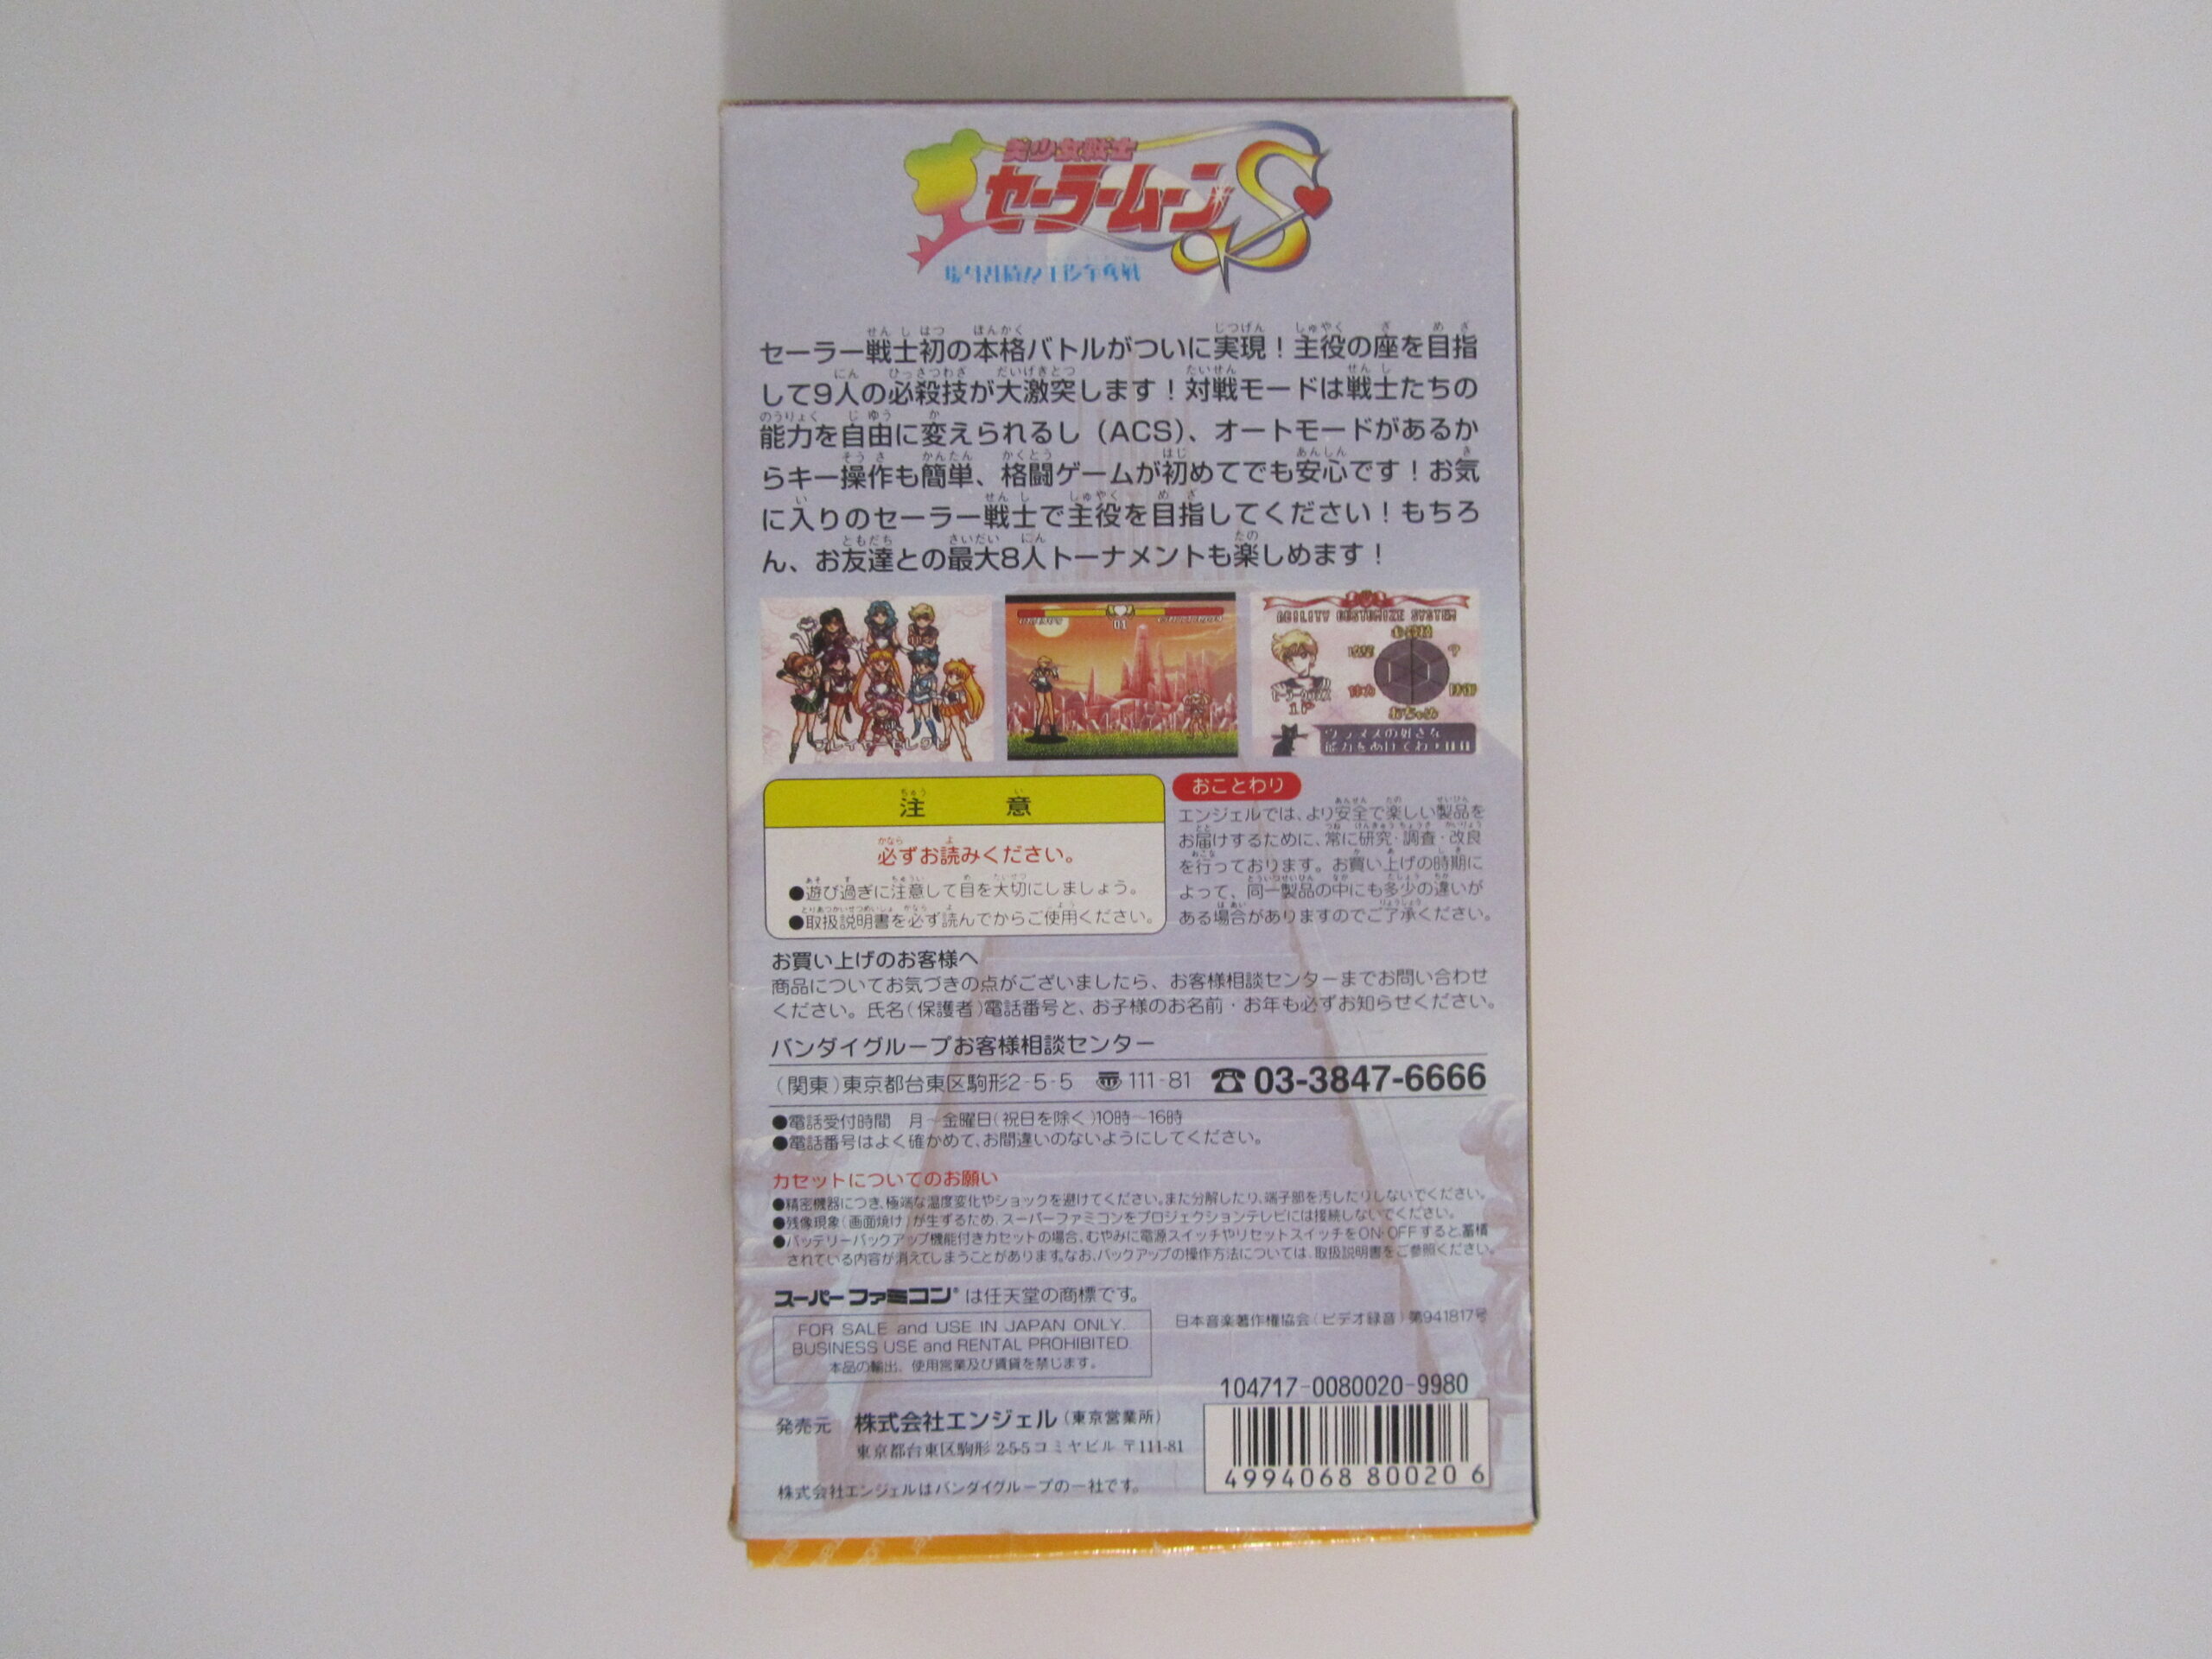 美少女戦士
セーラームーンS
セーラー戦士初の本格バトルがついに実現！主役の座を目指
して9人の必殺技が大激突します！対戦モードは戦士たちの
能力を自由に変えられるし（ACS）、オートモードがあるか
らキー操作も簡単、格闘ゲームが初めてでも安心です！お気
に入りのセーラー戦士で主役を目指してください！もちろ
ん、お友達との最大8人トーナメントも楽しめます！
プレイヤーセレクト
01
ABILITY CUSTOMIZE SYSTEM
必殺技
攻撃
?
体力
防御
おちゃめ
1P
注意
必ずお読みください。
●遊び過ぎに注意して目を大切にしましょう。
●取扱説明書を必ず読んでからご使用ください。
おことわり
エンジェルでは、より安全で楽しい製品を
お届けするために、常に研究・調査・改良
を行っております。お買い上げの時期に
よって、同一製品の中にも多少の違いが
ある場合がありますのでご了承ください。
お買い上げのお客様へ
商品についてお気づきの点がございましたら、お客様相談センターまでお問い合わせ
ください。氏名（保護者）電話番号と、お子様のお名前・お年も必ずお知らせください。
バンダイグループお客様相談センター
（関東）東京都台東区駒形2-5-5 〠111-81 ☎03-3847-6666
●電話受付時間 月〜金曜日（祝日を除く）10時〜16時
●電話番号はよく確かめて、お間違いのないようにしてください。
カセットについてのお願い
●精密機器につき、極端な温度変化やショックを避けてください。また分解したり、端子部を汚したりしないでください。
●残像現象（画面焼け）が生ずるため、スーパーファミコンをプロジェクションテレビには接続しないでください。
●バッテリーバックアップ機能付きカセットの場合、むやみに電源スイッチやリセットスイッチをON・OFFすると、蓄積
されている内容が消えてしまうことがあります。なお、バックアップの操作方法については、取扱説明書をご参照ください。
スーパーファミコン®は任天堂の商標です。
FOR SALE and USE IN JAPAN ONLY.
BUSINESS USE and RENTAL PROHIBITED.
本品の輸出、使用営業及び賃貸を禁じます。
日本音楽著作権協会（ビデオ録音）第941817号
104717-0080020-9980
発売元 株式会社エンジェル（東京営業所）
東京都台東区駒形 2-5-5 コミヤビル 〒111-81
4994068 80020 6
株式会社エンジェルはバンダイグループの一社です。